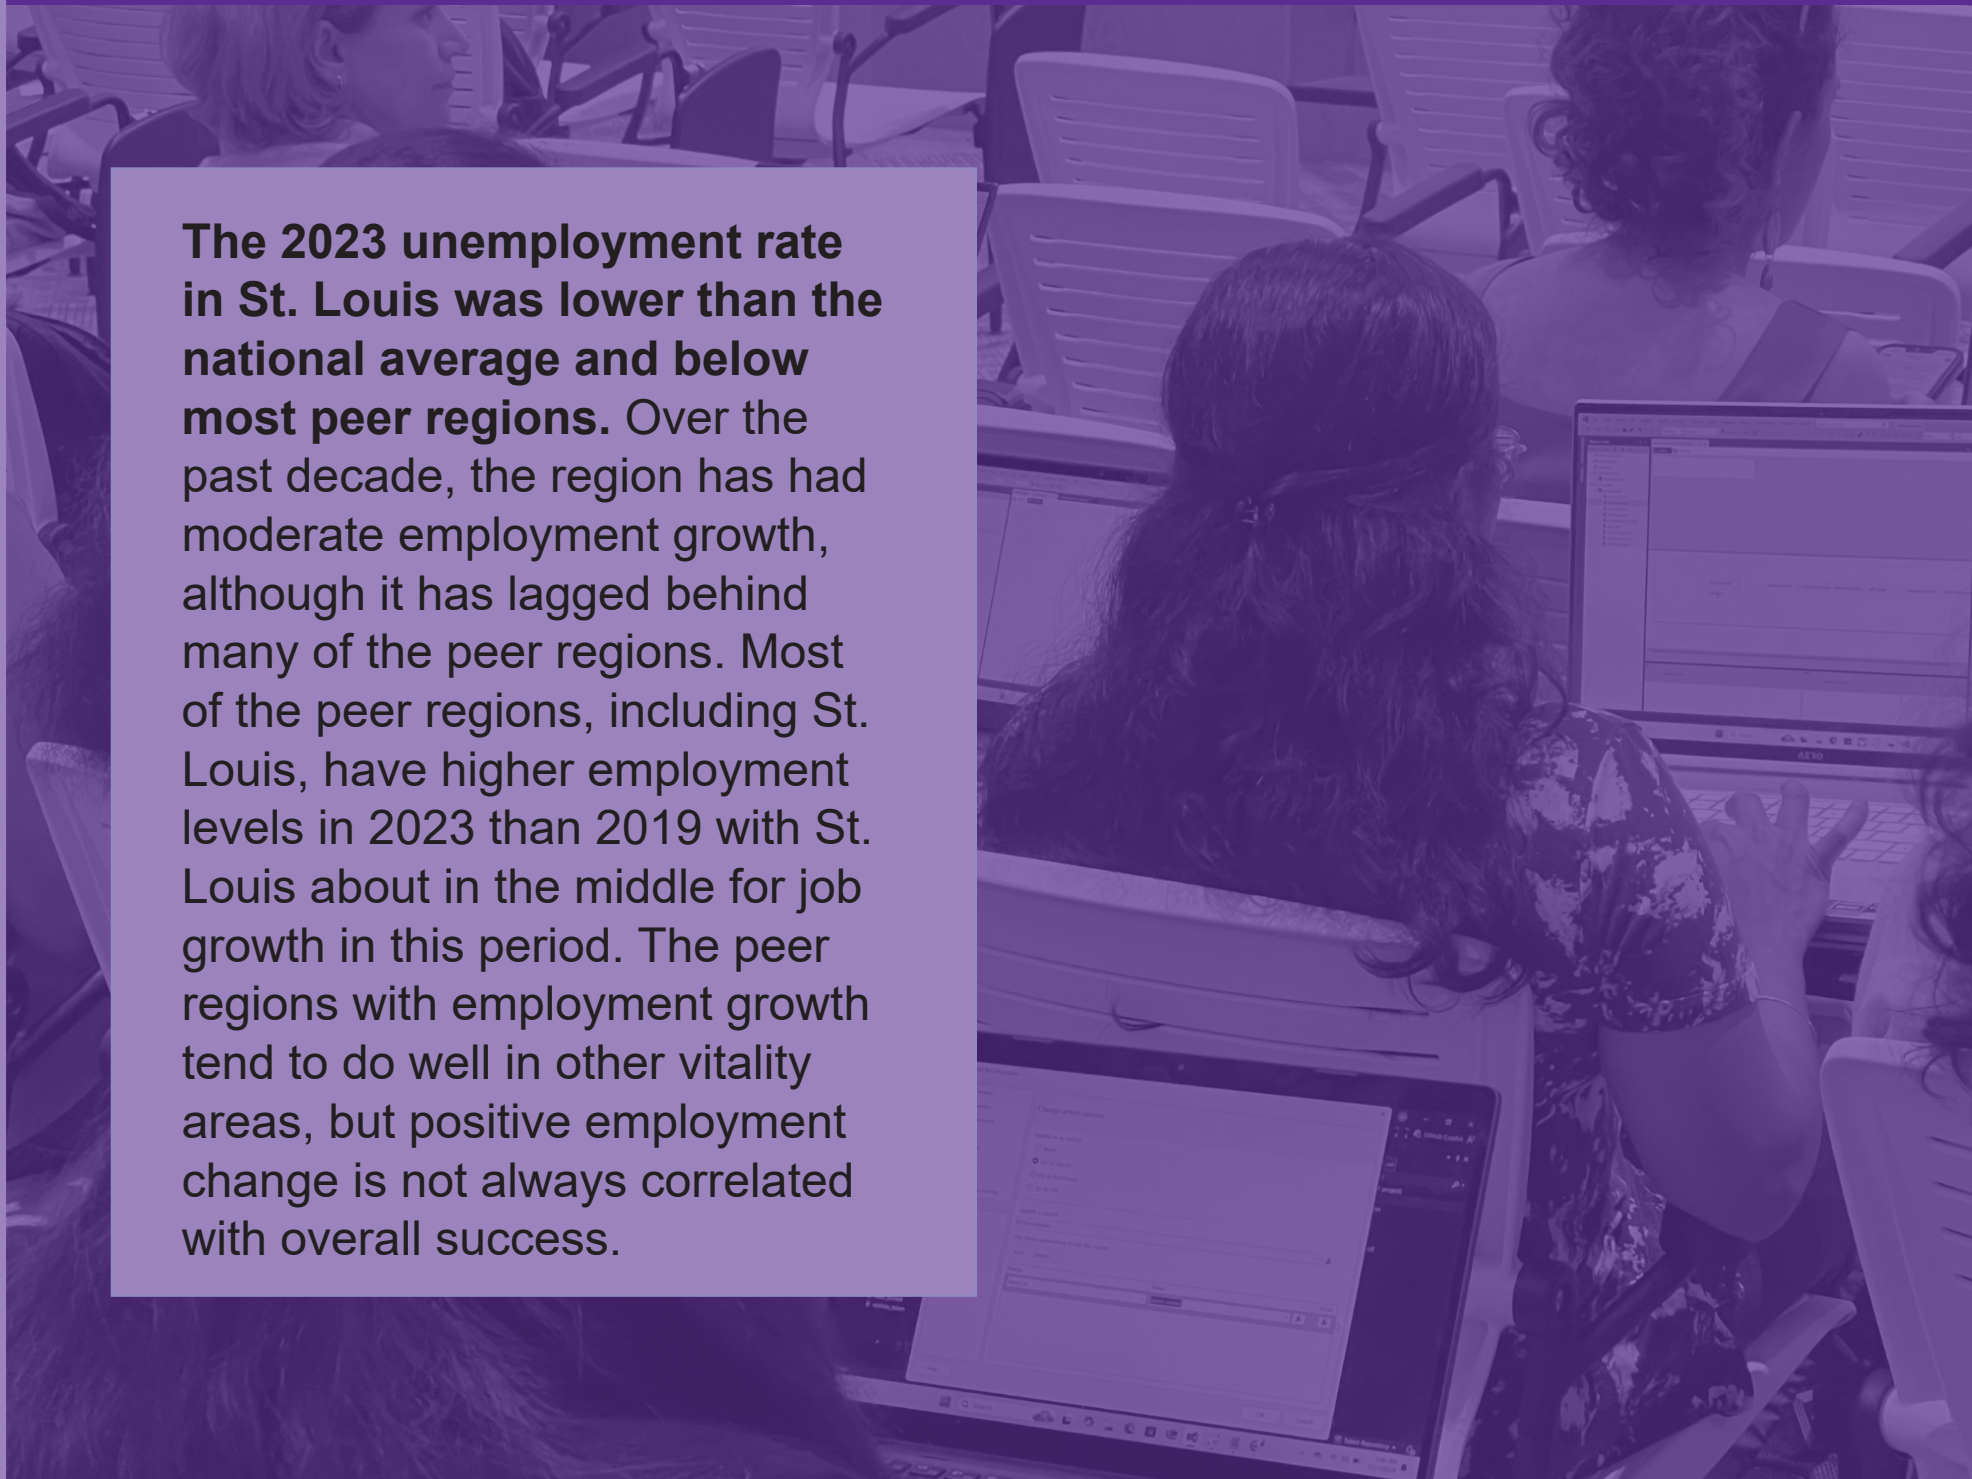 The 2023 unemployment rate
in St. Louis was lower than the
national average and below
most peer regions. Over the
past decade, the region has had
moderate employment growth,
although it has lagged behind
many of the peer regions. Most
of the peer regions, including St.
Louis, have higher employment
levels in 2023 than 2019 with St.
Louis about in the middle for job
growth in this period. The peer
regions with employment growth
tend to do well in other vitality
areas, but positive employment
change is not always correlated
with overall success.